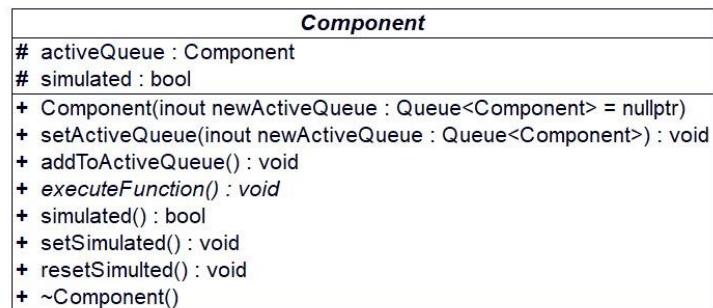 Component
# activeQueue : Component
# simulated : bool
+ Component(inout newActiveQueue : Queue<Component> = nullptr)
+ setActiveQueue(inout newActiveQueue : Queue<Component>) : void
+ addToActiveQueue() : void
+ executeFunction() : void
+ simulated() : bool
+ setSimulated() : void
+ resetSimulted() : void
+ ~Component()